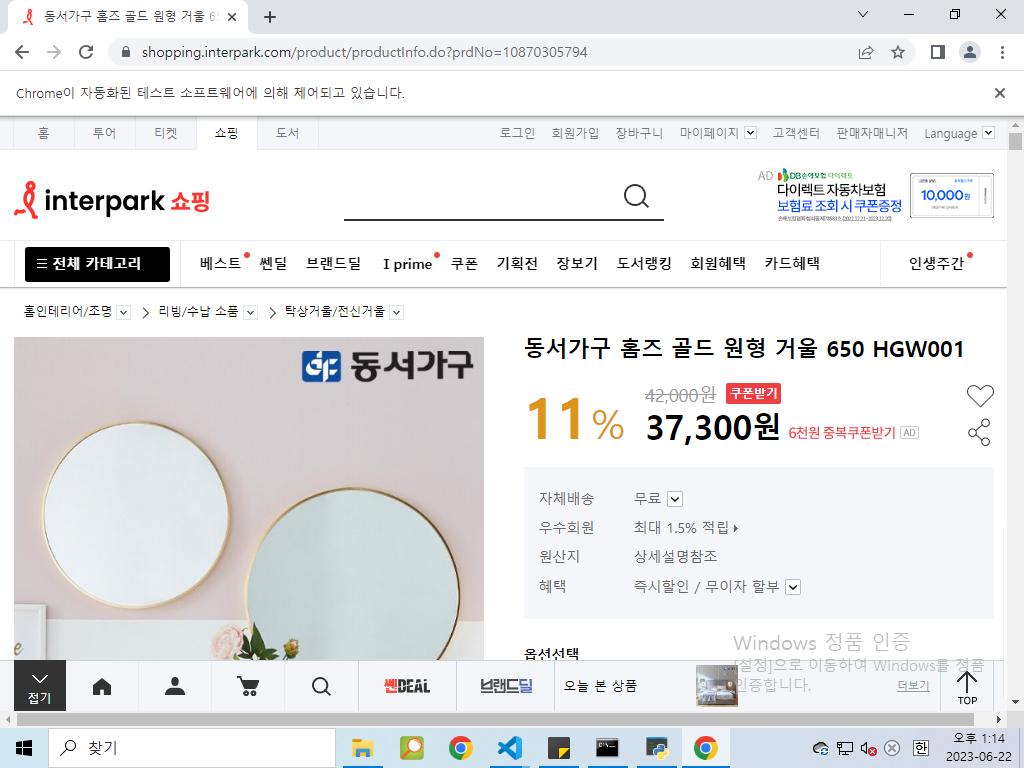 동서가구 홈즈 골드 원형 거울 6
shopping.interpark.com/product/productInfo.do?prdNo=10870305794
Chrome이 자동화된 테스트 소프트웨어에 의해 제어되고 있습니다.
홈 투어 티켓 쇼핑 도서 로그인 회원가입 장바구니 마이페이지 고객센터 판매자매니저 Language
interpark 쇼핑
AD DB손해보험 다이렉트
다이렉트 자동차보험
보험료 조회 시 쿠폰증정
10,000원
전체 카테고리 베스트 쎈딜 브랜드딜 I prime 쿠폰 기획전 장보기 도서랭킹 회원혜택 카드혜택 인생주간
홈인테리어/조명 리빙/수납 소품 탁상거울/전신거울
동서가구
동서가구 홈즈 골드 원형 거울 650 HGW001
42,000원 쿠폰받기
11% 37,300원 6천원 중복쿠폰받기 AD
자체배송 무료
우수회원 최대 1.5% 적립
원산지 상세설명참조
혜택 즉시할인 / 무이자 할부
옵션선택
Windows 정품 인증
[설정]으로 이동하여 Windows를 정품
인증합니다.
접기 쎈DEAL 브랜드딜 오늘 본 상품 더보기 TOP
찾기 한 오후 1:14
2023-06-22